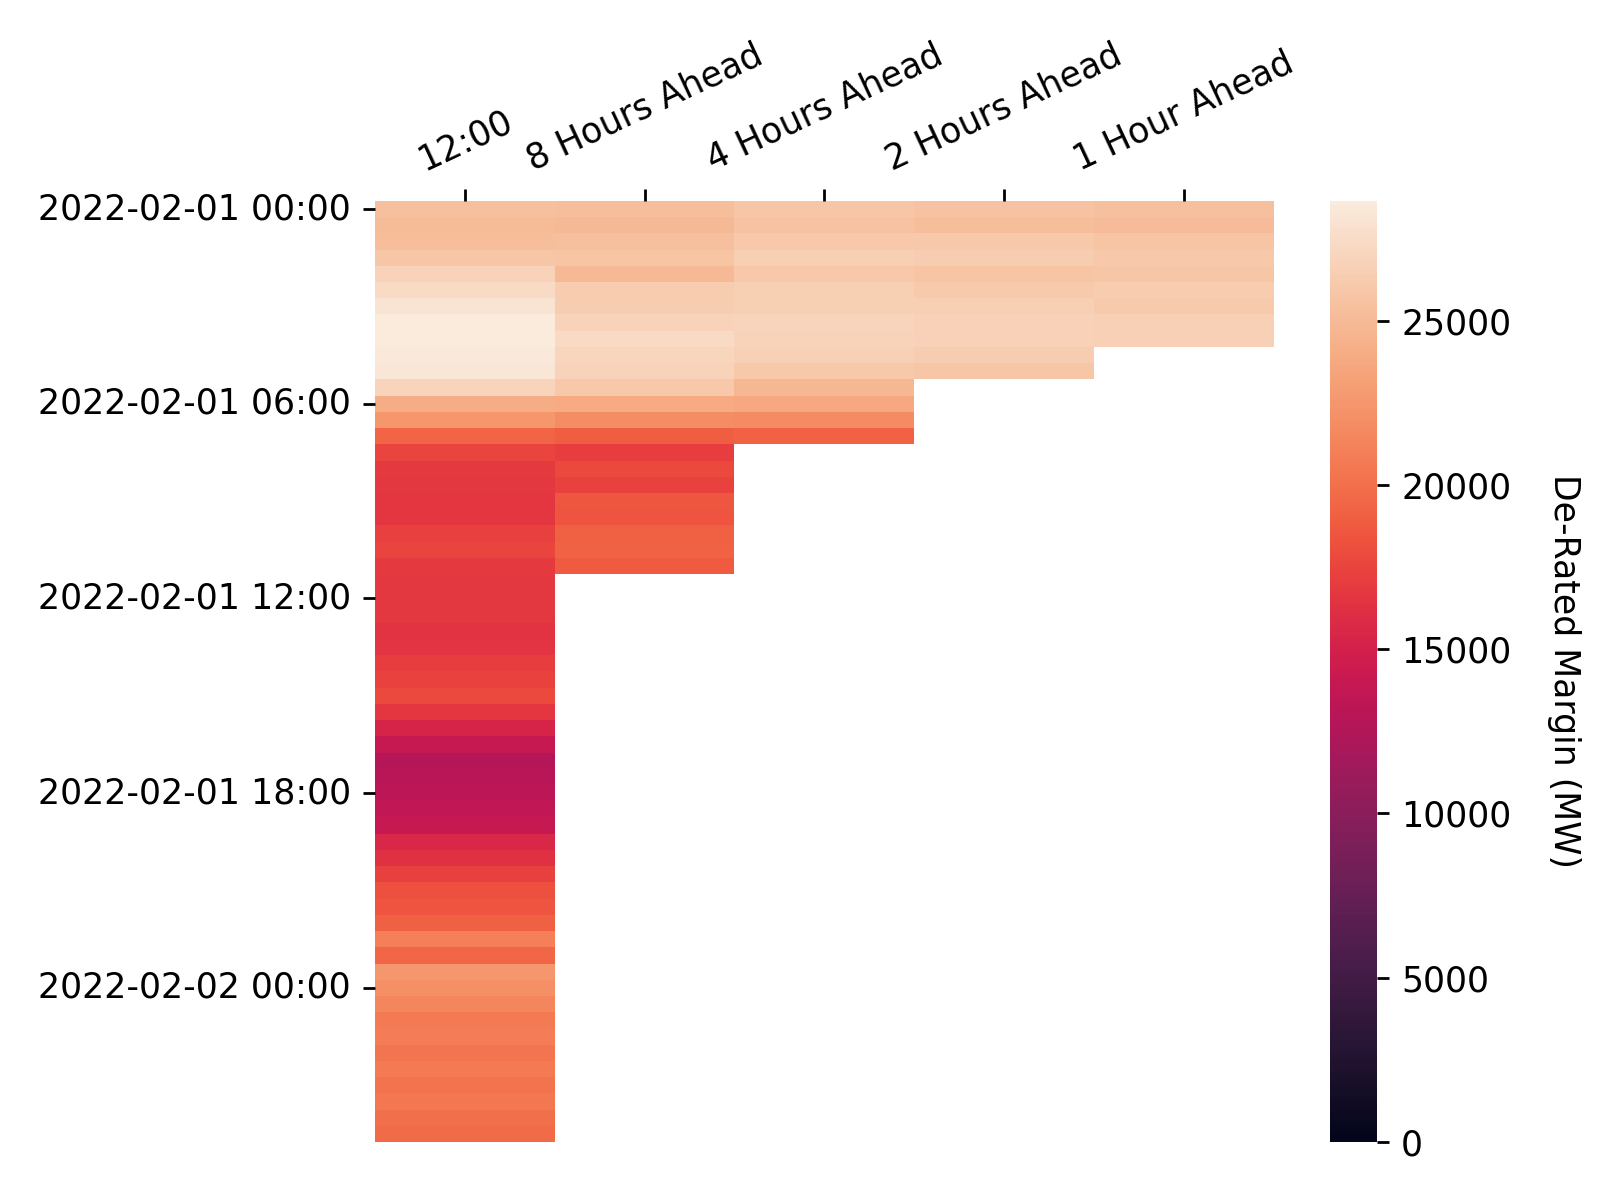 12:00
8 Hours Ahead
4 Hours Ahead
2 Hours Ahead
1 Hour Ahead
2022-02-01 00:00
2022-02-01 06:00
2022-02-01 12:00
2022-02-01 18:00
2022-02-02 00:00
25000
20000
15000
10000
5000
0
De-Rated Margin (MW)